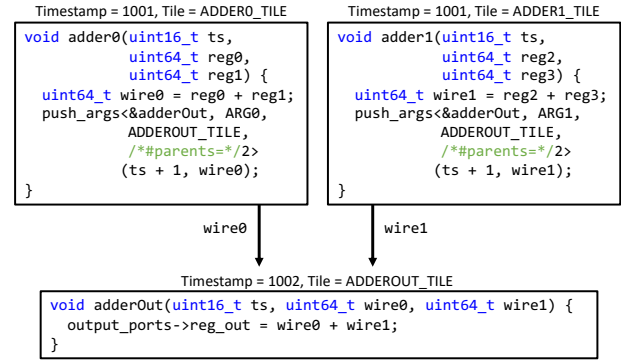 Timestamp = 1001, Tile = ADDER0_TILE
void adder0(uint16_t ts,
uint64_t reg0,
uint64_t reg1) {
uint64_t wire0 = reg0 + reg1;
push_args<&adderOut, ARG0,
ADDEROUT_TILE,
/*#parents=*/2>
(ts + 1, wire0);
}
Timestamp = 1001, Tile = ADDER1_TILE
void adder1(uint16_t ts,
uint64_t reg2,
uint64_t reg3) {
uint64_t wire1 = reg2 + reg3;
push_args<&adderOut, ARG1,
ADDEROUT_TILE,
/*#parents=*/2>
(ts + 1, wire1);
}
wire0
wire1
Timestamp = 1002, Tile = ADDEROUT_TILE
void adderOut(uint16_t ts, uint64_t wire0, uint64_t wire1) {
output_ports->reg_out = wire0 + wire1;
}